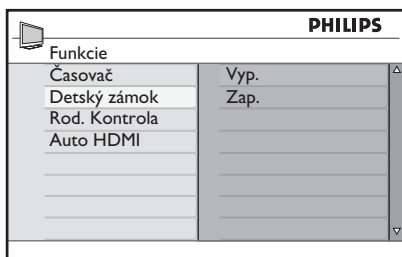 PHILIPS
Funkcie
Časovač Vyp.
Detský zámok Zap.
Rod. Kontrola
Auto HDMI